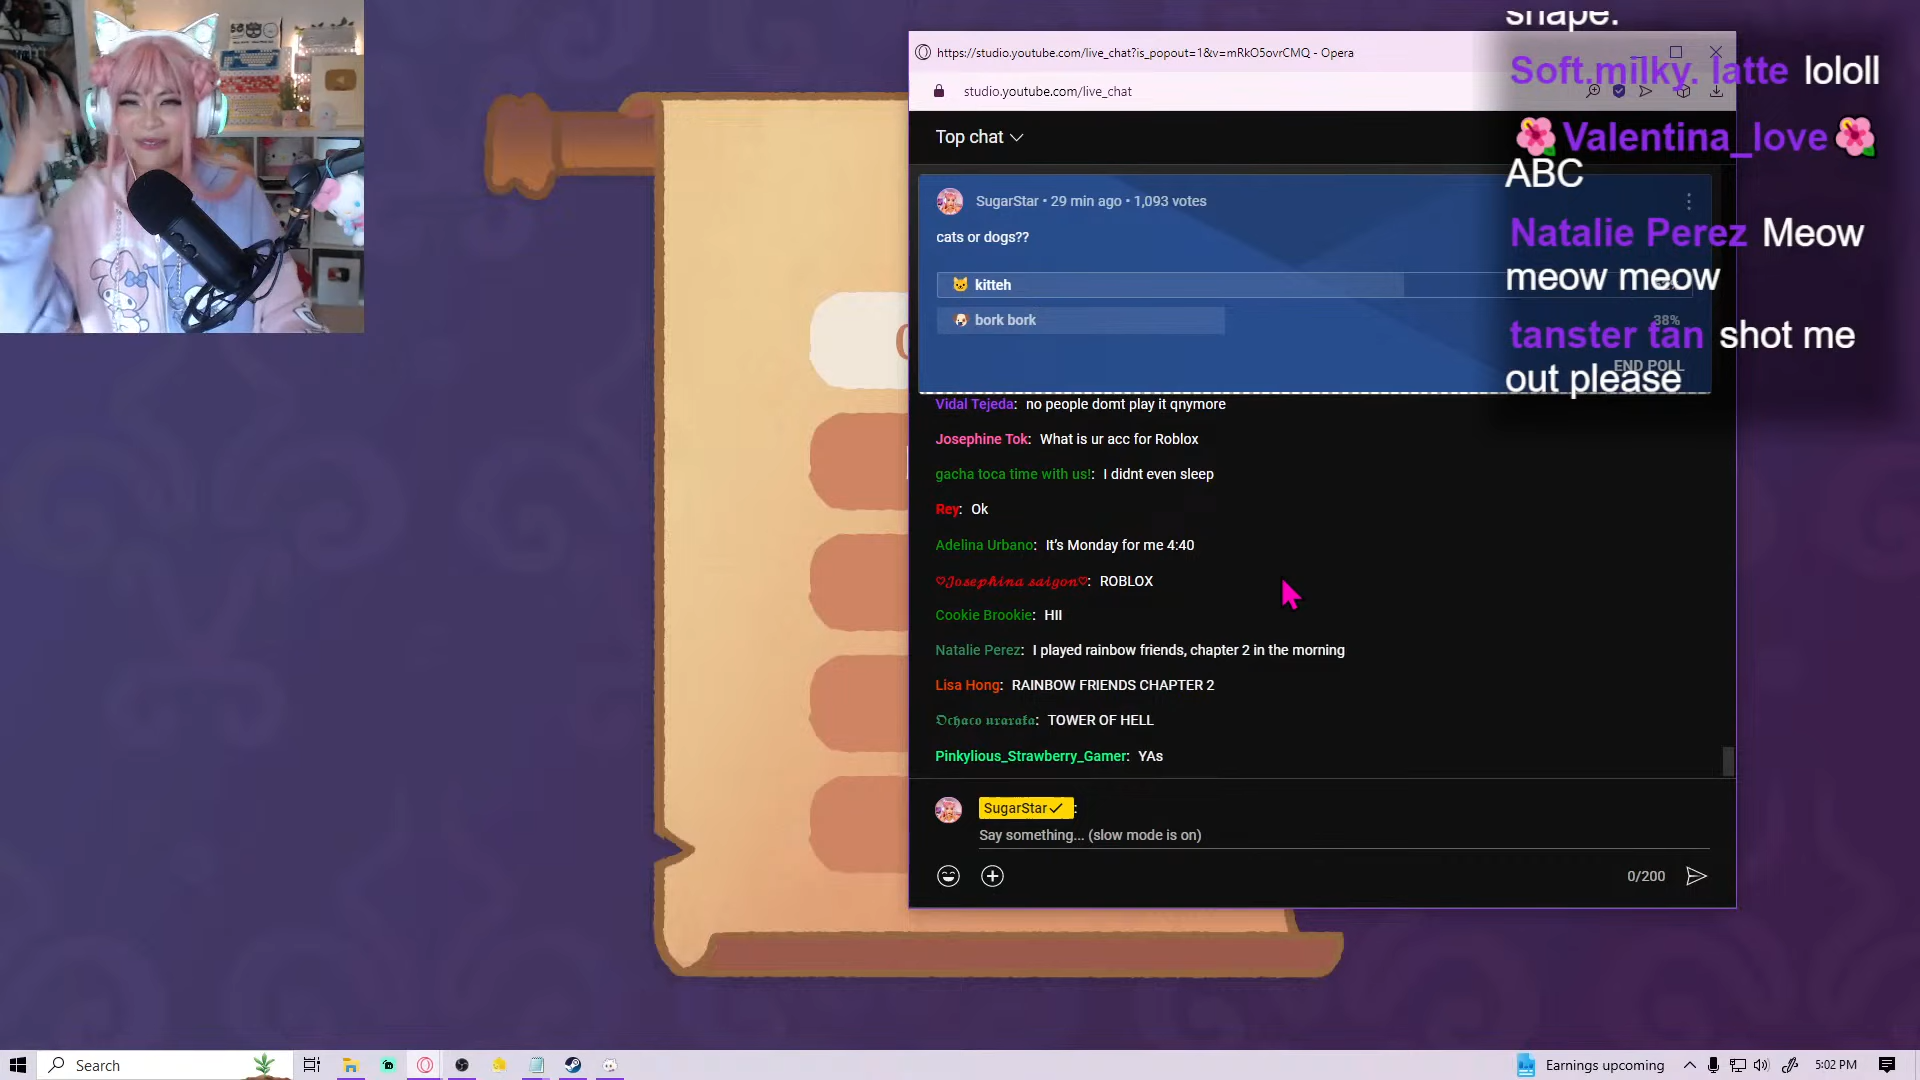 https://studio.youtube.com/live_chat?is_popout=1&v=mRkO5ovrCMQ - Opera
studio.youtube.com/live_chat
Top chat
SugarStar • 29 min ago • 1,093 votes
cats or dogs??
kitteh
bork bork
38%
END POLL
Vidal Tejeda: no people domt play it qnymore
Josephine Tok: What is ur acc for Roblox
gacha toca time with us!: I didnt even sleep
Rey: Ok
Adelina Urbano: It's Monday for me 4:40
♡Josephina saigon♡: ROBLOX
Cookie Brookie: HII
Natalie Perez: I played rainbow friends, chapter 2 in the morning
Lisa Hong: RAINBOW FRIENDS CHAPTER 2
Ochaco uraraka: TOWER OF HELL
Pinkylious_Strawberry_Gamer: YAs
SugarStar✓:
Say something... (slow mode is on)
0/200
shape.
Soft.milky. latte lololl
🌺Valentina_love🌺
ABC
Natalie Perez Meow
meow meow
tanster tan shot me
out please
Search
Earnings upcoming
5:02 PM